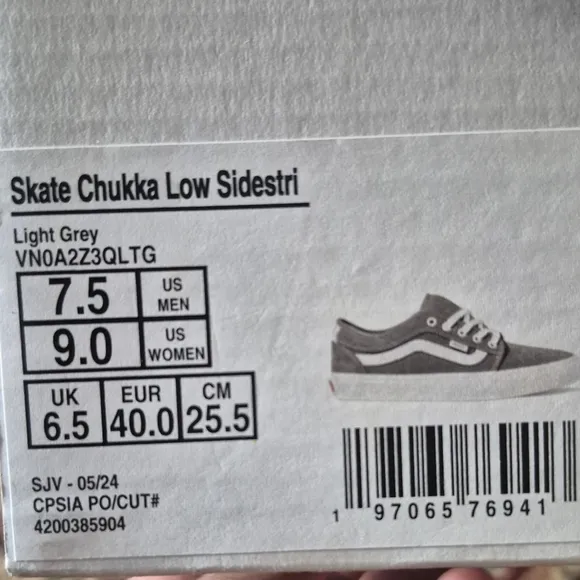 Skate Chukka Low Sidestri
Light Grey
VN0A2Z3QLTG
7.5 US MEN
9.0 US WOMEN
UK EUR CM
6.5 40.0 25.5
SJV - 05/24
CPSIA PO/CUT#
4200385904
1 97065 76941